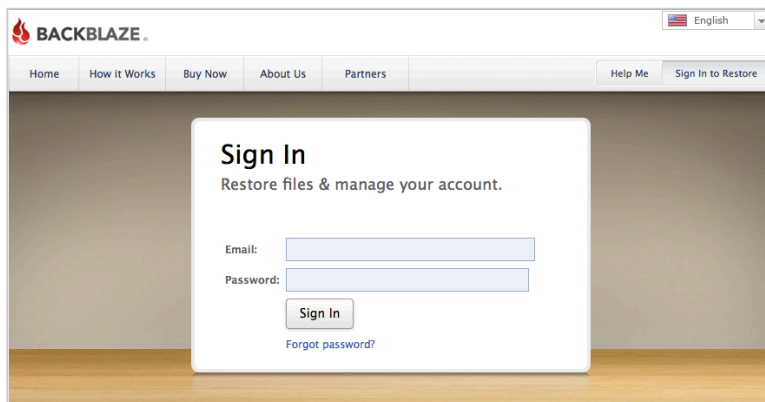 English
BACKBLAZE
Home How it Works Buy Now About Us Partners Help Me Sign In to Restore
Sign In
Restore files & manage your account.
Email:
Password:
Sign In
Forgot password?